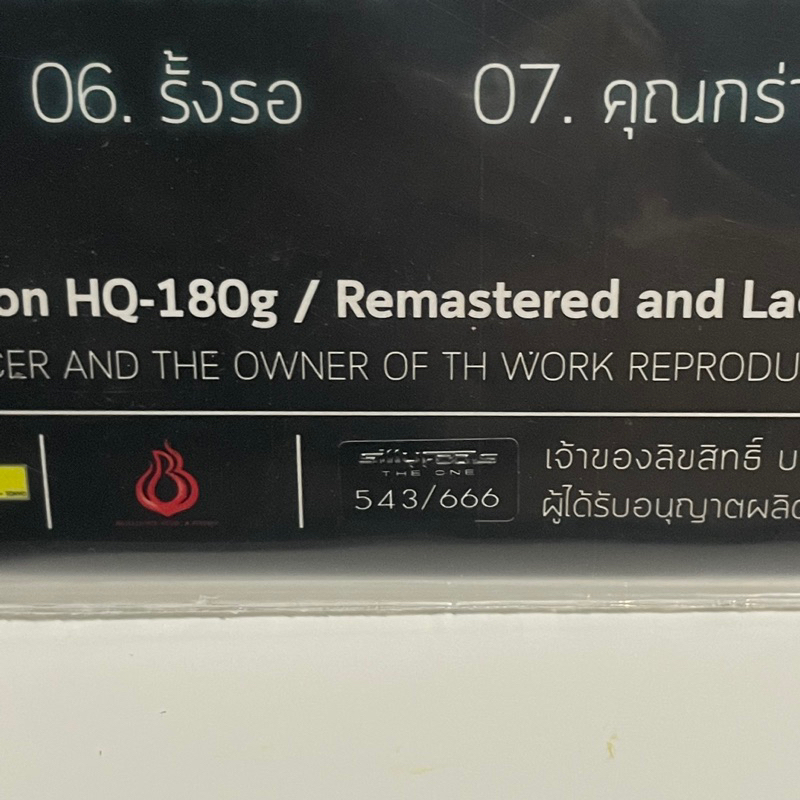 06. รั้งรอ 07. คุณกร่
on HQ-180g / Remastered and La
CER AND THE OWNER OF TH WORK REPRODU
sillyfools
THE ONE
543/666
เจ้าของลิขสิทธิ์ บ
ผู้ได้รับอนุญาตผลิต